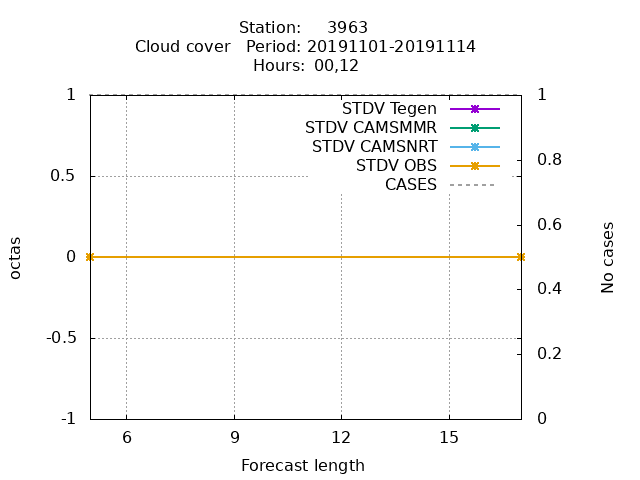 Station: 3963
Cloud cover Period: 20191101-20191114
Hours: 00,12
STDV Tegen
STDV CAMSMMR
STDV CAMSNRT
STDV OBS
CASES
1
0.5
0
-0.5
-1
octas
1
0.8
0.6
0.4
0.2
0
No cases
6 9 12 15
Forecast length